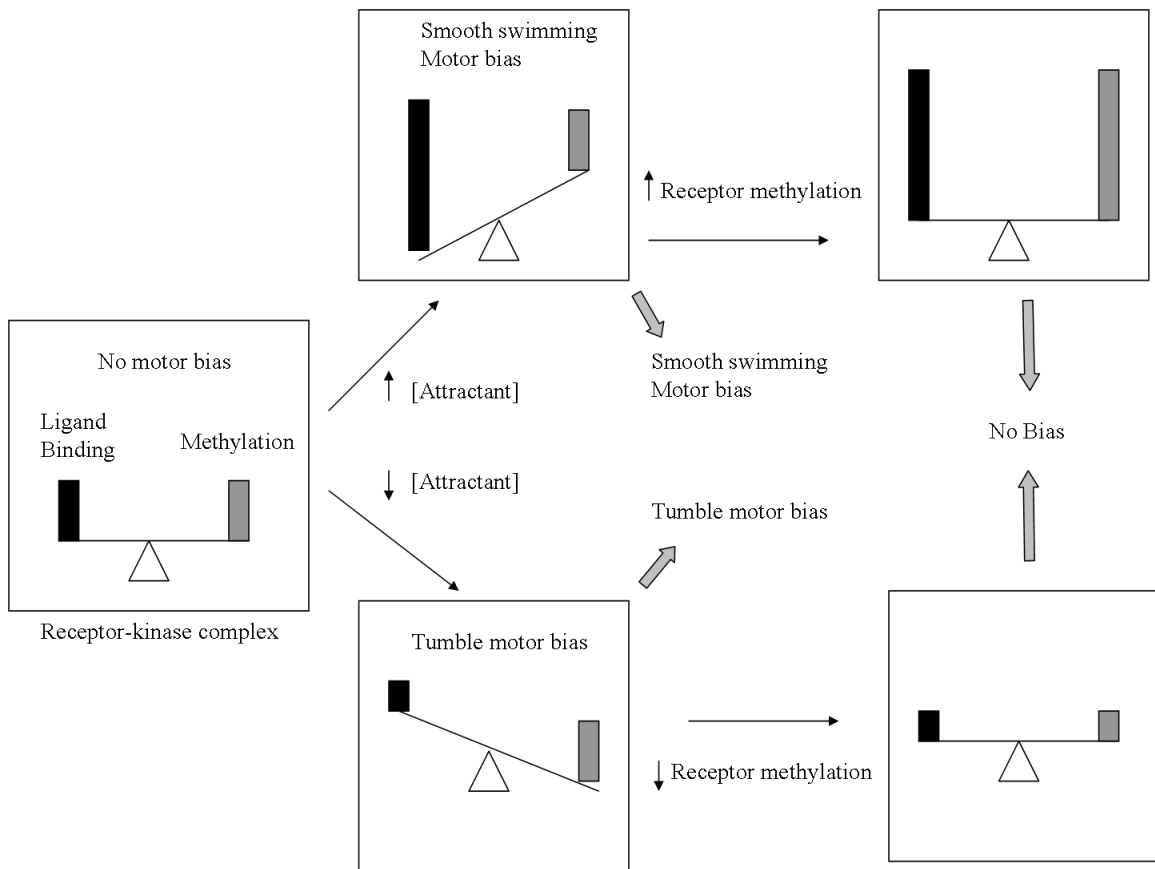 Smooth swimming
Motor bias
↑ Receptor methylation
No motor bias
Ligand
Binding
Methylation
Receptor-kinase complex
↑ [Attractant]
↓ [Attractant]
Smooth swimming
Motor bias
No Bias
Tumble motor bias
Tumble motor bias
↓ Receptor methylation